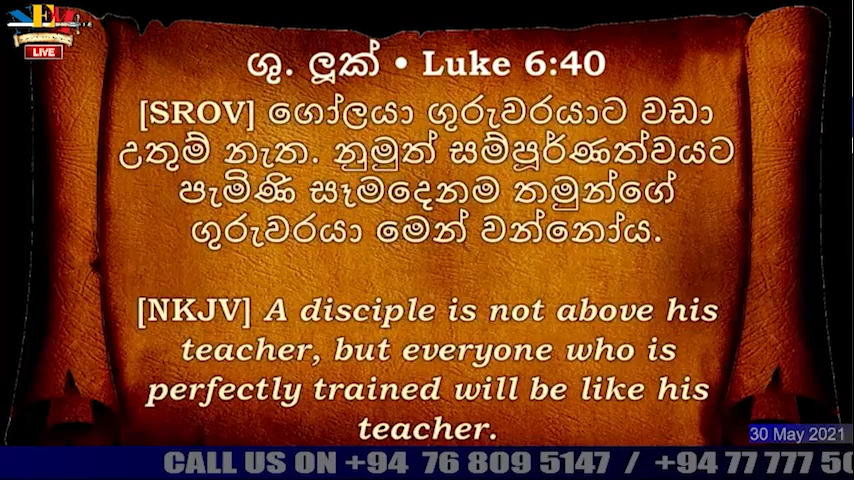 LIVE
ශු. ලූක් • Luke 6:40
[SROV] ගෝලයා ගුරුවරයාට වඩා
උතුම් නැත. නුමුත් සම්පූර්ණත්වයට
පැමිණි සෑමදෙනම තමුන්ගේ
ගුරුවරයා මෙන් වන්නෝය.
[NKJV] A disciple is not above his
teacher, but everyone who is
perfectly trained will be like his
teacher.
30 May 2021
CALL US ON +94 76 809 5147 / +94 77 777 50